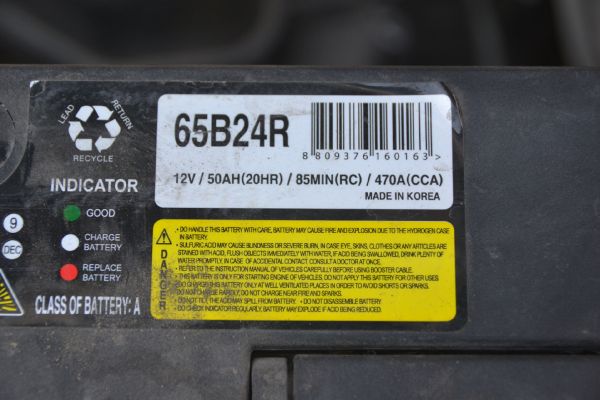 LEAD RETURN
RECYCLE
INDICATOR
GOOD
CHARGE
BATTERY
REPLACE
BATTERY
9
DEC
CLASS OF BATTERY: A
65B24R
8 809376 160163 >
12V / 50AH(20HR) / 85MIN(RC) / 470A(CCA)
MADE IN KOREA
DANGER
• DO HANDLE THIS BATTERY WITH CARE, BATTERY MAY CAUSE FIRE AND EXPLOSION DUE TO THE HYDROGEN CASE
IN BATTERY.
• SULFURIC ACID MAY CAUSE BLINDNESS OR SEVERE BURN, IN CASE EYE, SKINS, CLOTHES OR ANY ARTICLES ARE
STAINED WITH ACID, FLUSH OBJECTS IMMEDIATELY WITH WATER, IF ACID BEING SWALLOWED, DRINK PLENTY OF
WATER PROMPTLY, IN CASE OF ACCIDENTAL CONTACT CONSULT A DOCTOR AT ONCE.
• REFER TO THE INSTRUCTION MANUAL OF VEHICLES CAREFULLY BEFORE USING BOOSTER CABLE.
• THIS BATTERY IS ONLY FOR STARTING ENGINE OF VEHICLES, DO NOT APPLY THIS BATTERY FOR OTHER USES
• DO CHARGE THIS BATTERY ONLY AT WELL VENTILATED PLACES IN ORDER TO AVOID SHORTS OR SPARKS.
• DO NOT CHARGE RAPIDLY, DO NOT CHARGE NEAR FIRE AND SPARKS.
• DO NOT TILT, THE ACID MAY SPILL FROM BATTERY. • DO NOT DISASSEMBLE BATTERY
• DO CHECK INDICATOR REGULARLY, BATTERY MAY EXPLODE IF ACID BEING REDUCED.